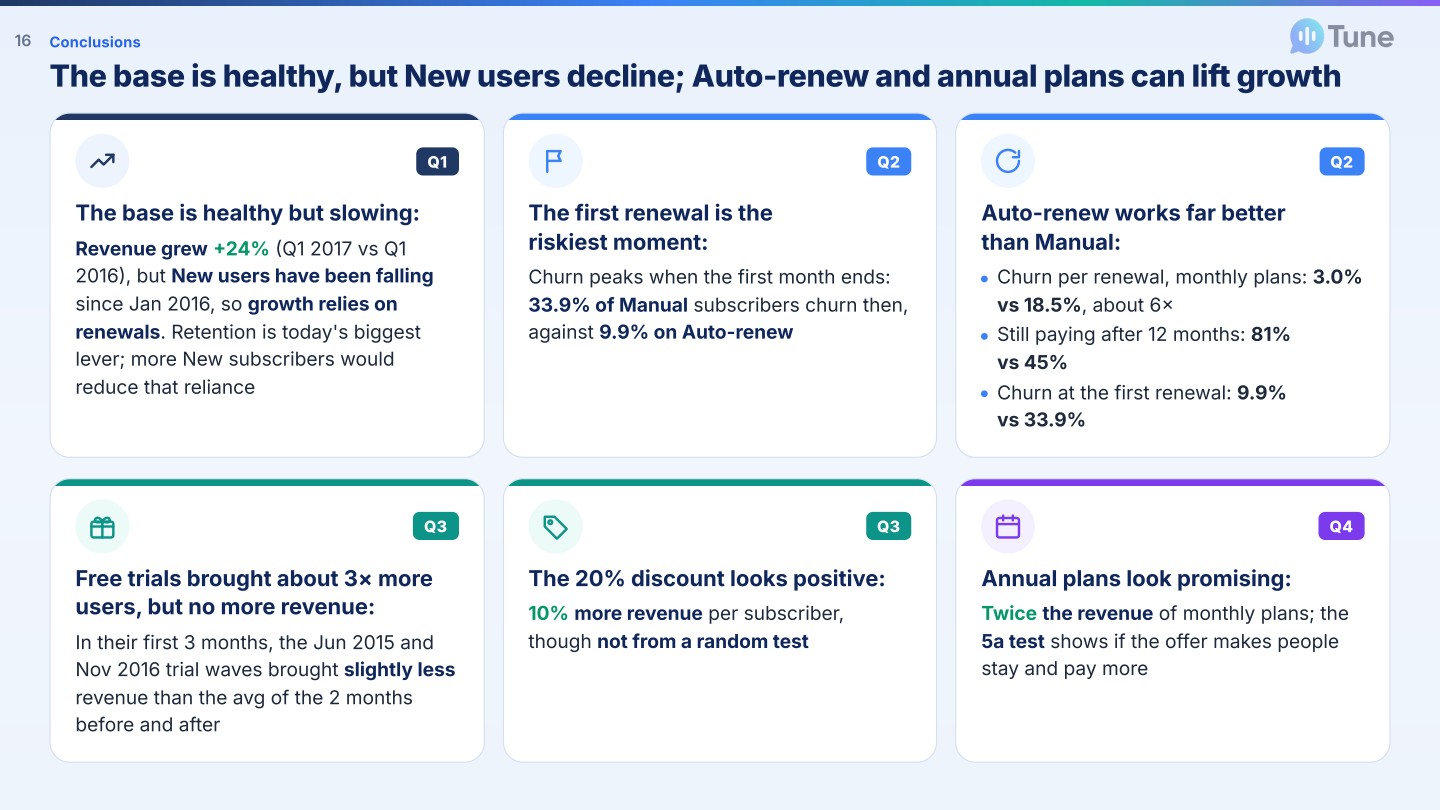 16 Conclusions
Tune
The base is healthy, but New users decline; Auto-renew and annual plans can lift growth
Q1
The base is healthy but slowing:
Revenue grew +24% (Q1 2017 vs Q1
2016), but New users have been falling
since Jan 2016, so growth relies on
renewals. Retention is today's biggest
lever; more New subscribers would
reduce that reliance
Q2
The first renewal is the
riskiest moment:
Churn peaks when the first month ends:
33.9% of Manual subscribers churn then,
against 9.9% on Auto-renew
Q2
Auto-renew works far better
than Manual:
• Churn per renewal, monthly plans: 3.0%
vs 18.5%, about 6×
• Still paying after 12 months: 81%
vs 45%
• Churn at the first renewal: 9.9%
vs 33.9%
Q3
Free trials brought about 3× more
users, but no more revenue:
In their first 3 months, the Jun 2015 and
Nov 2016 trial waves brought slightly less
revenue than the avg of the 2 months
before and after
Q3
The 20% discount looks positive:
10% more revenue per subscriber,
though not from a random test
Q4
Annual plans look promising:
Twice the revenue of monthly plans; the
5a test shows if the offer makes people
stay and pay more